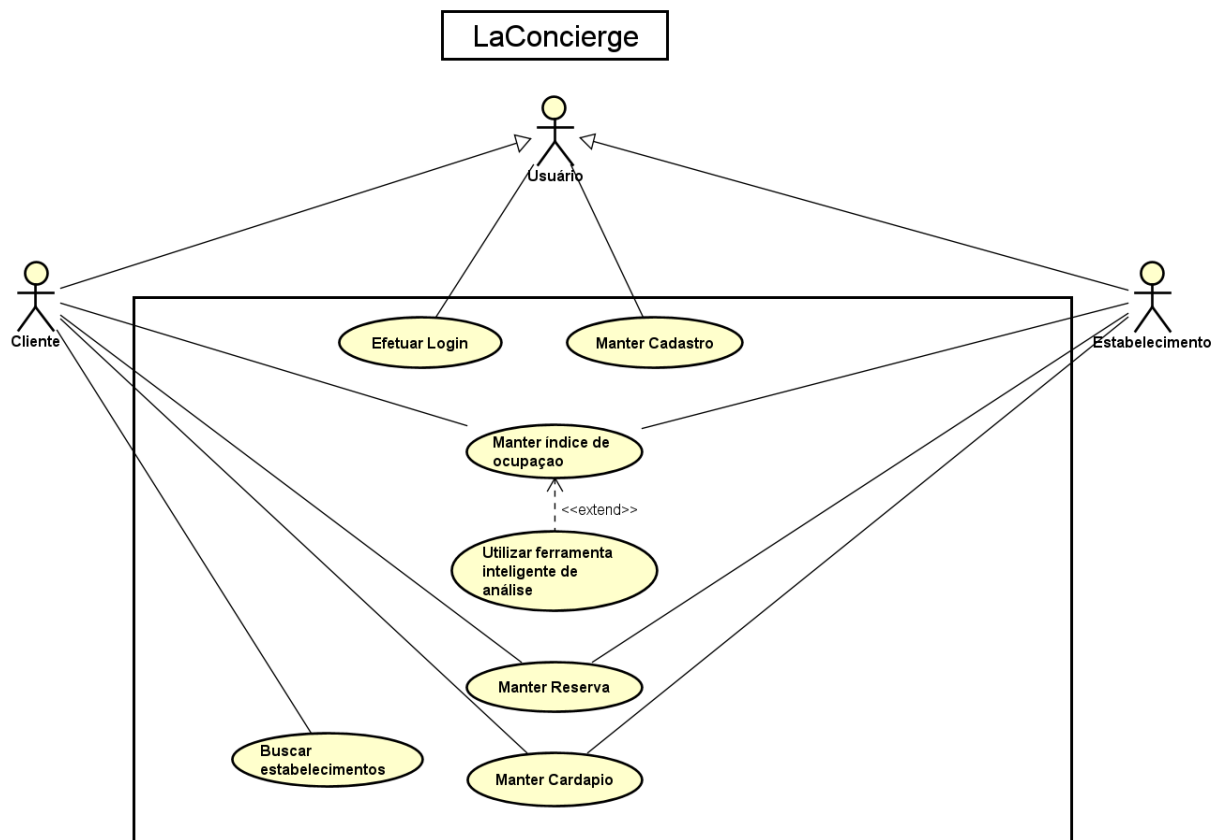 LaConcierge
Usuário
Cliente
Estabelecimento
Efetuar Login
Manter Cadastro
Manter índice de
ocupaçao
<<extend>>
Utilizar ferramenta
inteligente de
análise
Manter Reserva
Buscar
estabelecimentos
Manter Cardapio